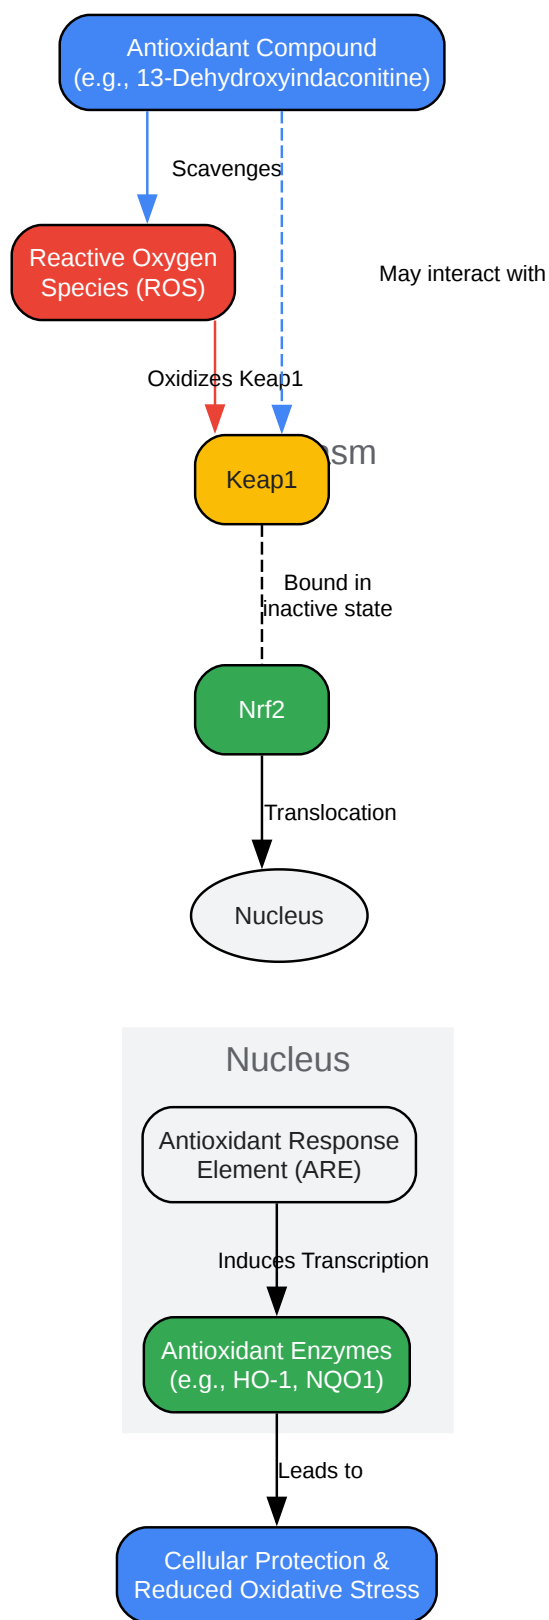 Antioxidant Compound
(e.g., 13-Dehydroxyindaconitine)
Scavenges
Reactive Oxygen
Species (ROS)
May interact with
Oxidizes Keap1
Keap1
Bound in
inactive state
Nrf2
Translocation
Nucleus
Nucleus
Antioxidant Response
Element (ARE)
Induces Transcription
Antioxidant Enzymes
(e.g., HO-1, NQO1)
Leads to
Cellular Protection &
Reduced Oxidative Stress